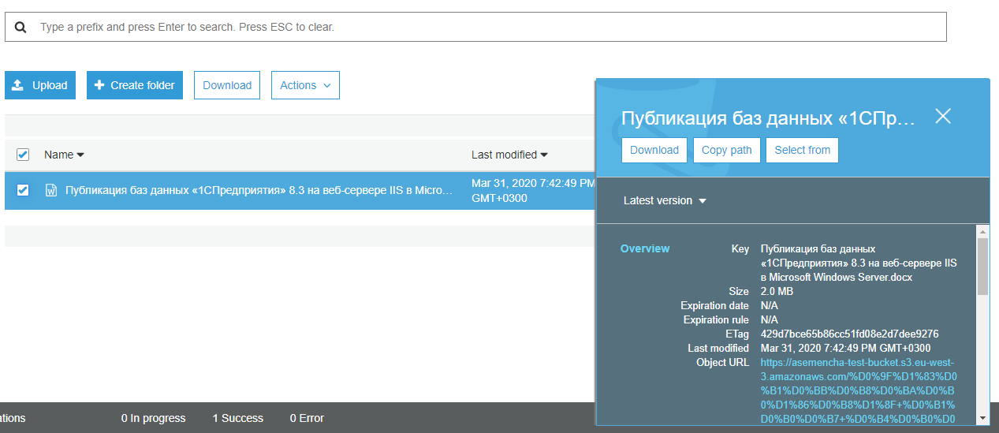 Type a prefix and press Enter to search. Press ESC to clear.
Upload
Create folder
Download
Actions
Name
Last modified
Публикация баз данных «1СПредприятия» 8.3 на веб-сервере IIS в Micro…
Mar 31, 2020 7:42:49 PM
GMT+0300
Публикация баз данных «1СПр…
Download
Copy path
Select from
Latest version
Overview
Key Публикация баз данных
«1СПредприятия» 8.3 на веб-сервере IIS
в Microsoft Windows Server.docx
Size 2.0 MB
Expiration date N/A
Expiration rule N/A
ETag 429d7bce65b86cc51fd08e2d7dee9276
Last modified Mar 31, 2020 7:42:49 PM GMT+0300
Object URL https://asemencha-test-bucket.s3.eu-west-
3.amazonaws.com/%D0%9F%D1%83%D0
%B1%D0%BB%D0%B8%D0%BA%D0%B
0%D1%86%D0%B8%D1%8F+%D0%B1%
D0%B0%D0%B7+%D0%B4%D0%B0%D0
ations
0 In progress
1 Success
0 Error